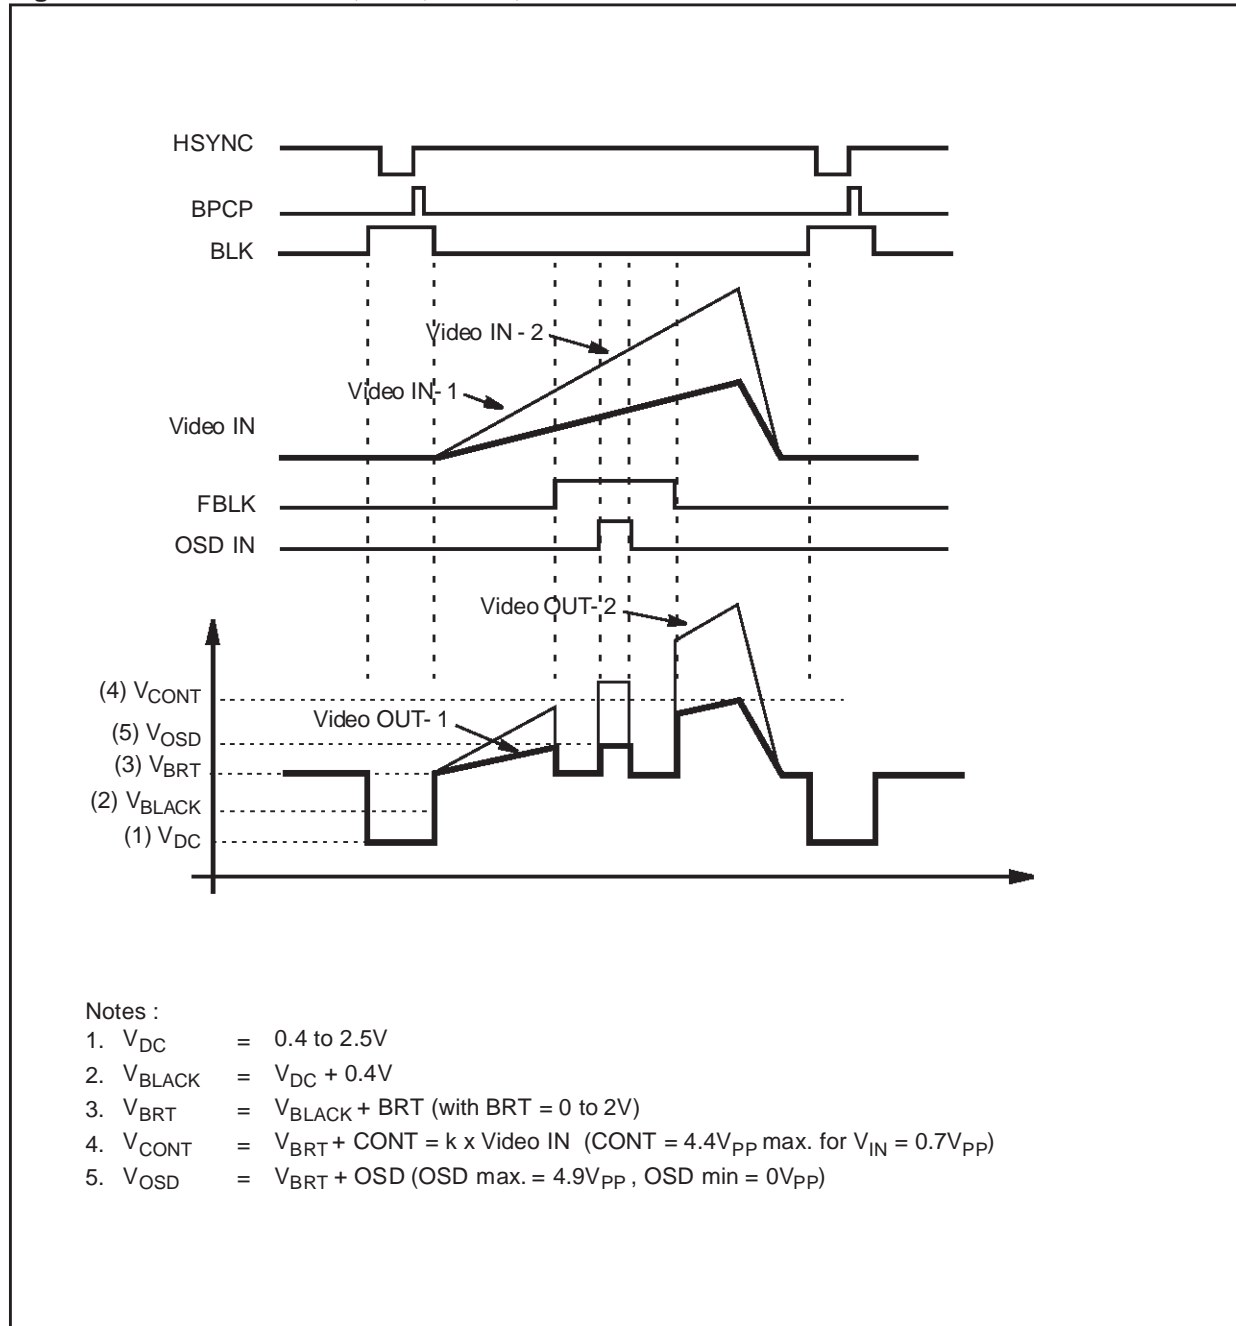 HSYNC
BPCP
BLK
Video IN - 2
Video IN- 1
Video IN
FBLK
OSD IN
Video OUT- 2
(4) VCONT
Video OUT- 1
(5) VOSD
(3) VBRT
(2) VBLACK
(1) VDC
Notes :
1. VDC = 0.4 to 2.5V
2. VBLACK = VDC + 0.4V
3. VBRT = VBLACK + BRT (with BRT = 0 to 2V)
4. VCONT = VBRT + CONT = k x Video IN (CONT = 4.4VPP max. for VIN = 0.7VPP)
5. VOSD = VBRT + OSD (OSD max. = 4.9VPP , OSD min = 0VPP)